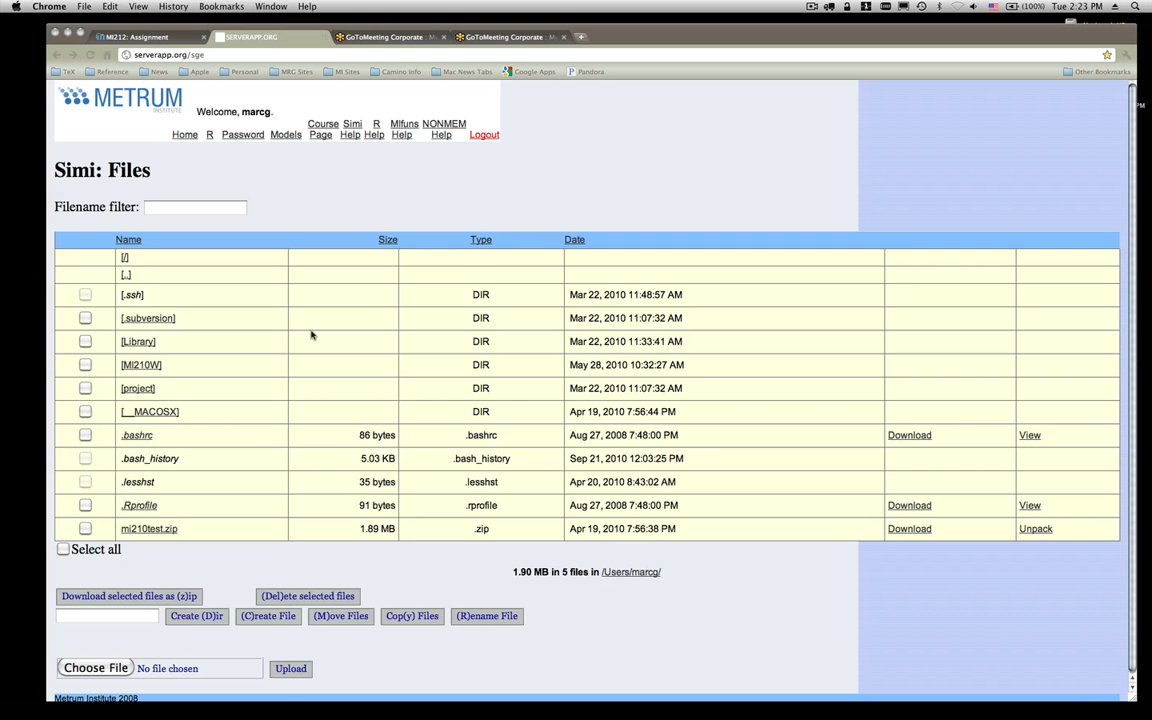 Chrome File Edit View History Bookmarks Window Help (100%) Tue 2:23 PM
MI212: Assignment SERVERAPP.ORG GoToMeeting Corporate : M GoToMeeting Corporate : M
serverapp.org/sge
TeX Reference News Apple Personal MRG Sites MI Sites Camino Info Mac News Tabs Google Apps Pandora Other Bookmarks
METRUM
INSTITUTE
Welcome, marcg.
Home R Password Models Course Page Simi Help R Help MIfuns Help NONMEM Help Logout
Simi: Files
Filename filter:
Name Size Type Date
[/]
[..]
[.ssh] DIR Mar 22, 2010 11:48:57 AM
[.subversion] DIR Mar 22, 2010 11:07:32 AM
[Library] DIR Mar 22, 2010 11:33:41 AM
[MI210W] DIR May 28, 2010 10:32:27 AM
[project] DIR Mar 22, 2010 11:07:32 AM
[__MACOSX] DIR Apr 19, 2010 7:56:44 PM
.bashrc 86 bytes .bashrc Aug 27, 2008 7:48:00 PM Download View
.bash_history 5.03 KB .bash_history Sep 21, 2010 12:03:25 PM
.lesshst 35 bytes .lesshst Apr 20, 2010 8:43:02 AM
.Rprofile 91 bytes .rprofile Aug 27, 2008 7:48:00 PM Download View
mi210test.zip 1.89 MB .zip Apr 19, 2010 7:56:38 PM Download Unpack
Select all
1.90 MB in 5 files in /Users/marcg/
Download selected files as (z)ip (Del)ete selected files
Create (D)ir (C)reate File (M)ove Files Cop(y) Files (R)ename File
Choose File No file chosen Upload
Metrum Institute 2008